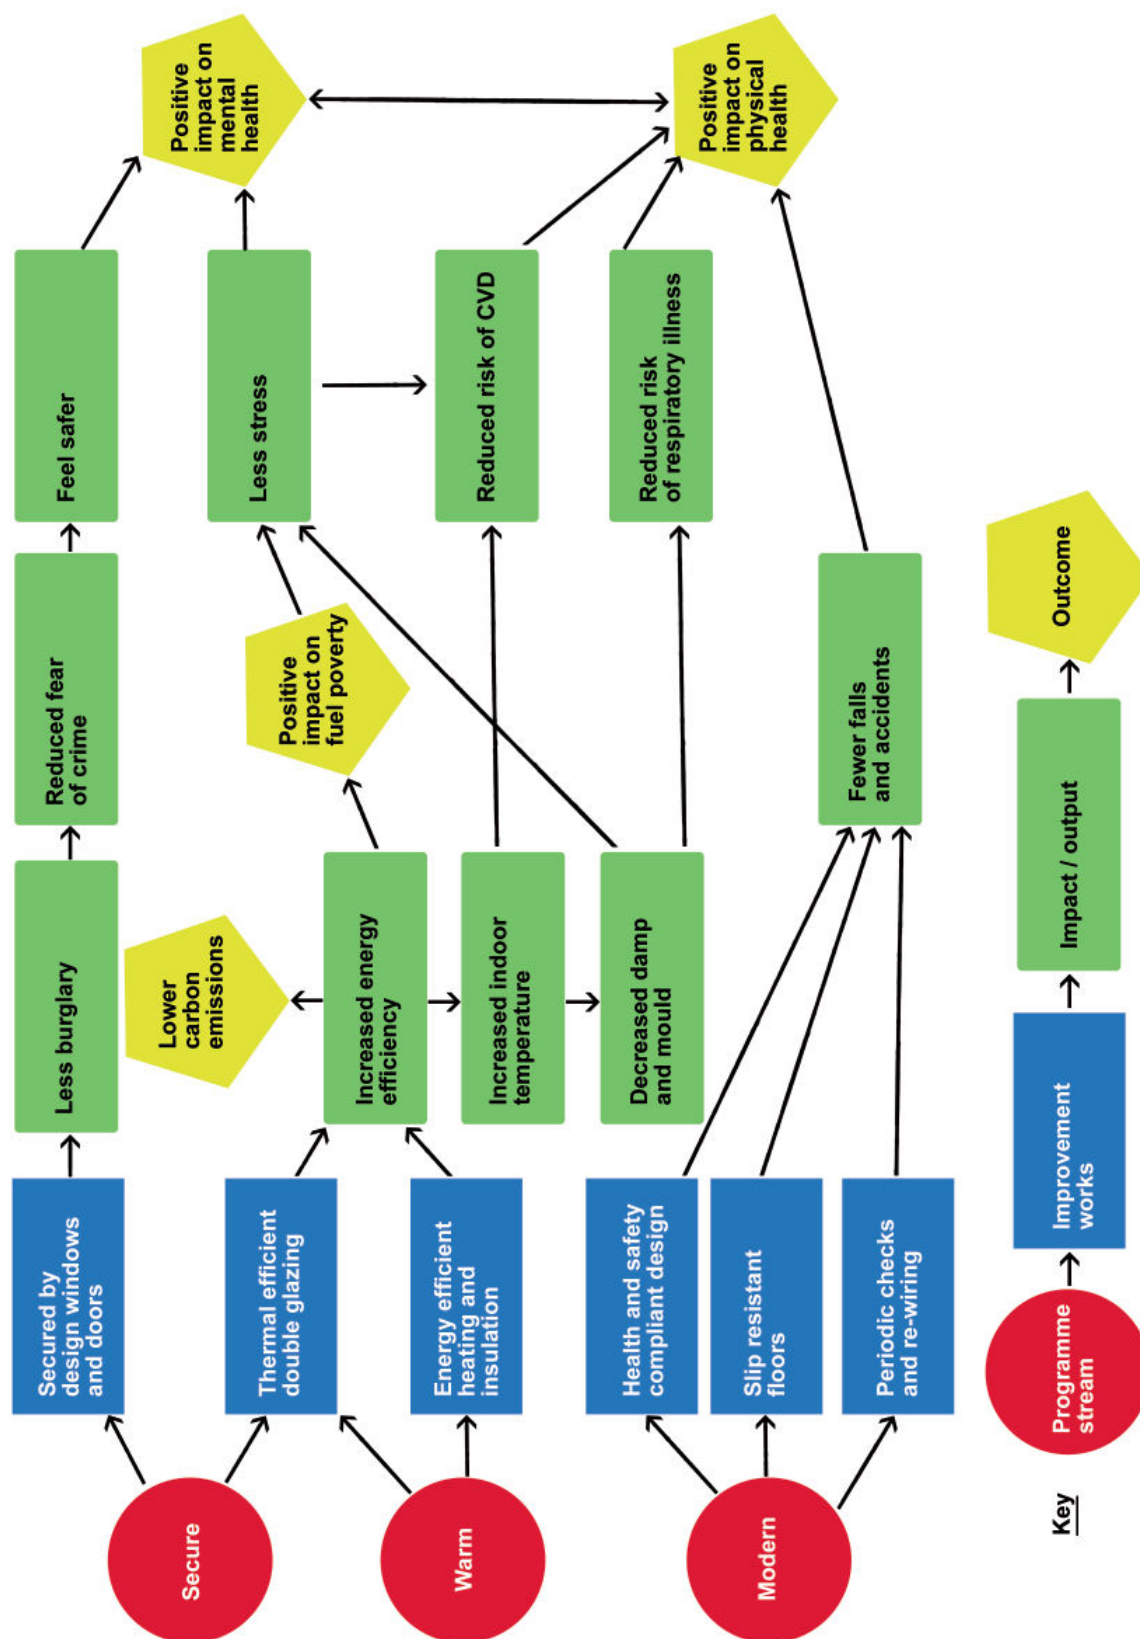 Secure
Warm
Modern
Secured by
design windows
and doors
Thermal efficient
double glazing
Energy efficient
heating and
insulation
Health and safety
compliant design
Slip resistant
floors
Periodic checks
and re-wiring
Less burglary
Lower
carbon
emissions
Increased energy
efficiency
Increased indoor
temperature
Decreased damp
and mould
Reduced fear
of crime
Positive
impact on
fuel poverty
Fewer falls
and accidents
Feel safer
Less stress
Reduced risk of CVD
Reduced risk
of respiratory illness
Positive
impact on
mental
health
Positive
impact on
physical
health
Key
Programme
stream
Improvement
works
Impact / output
Outcome